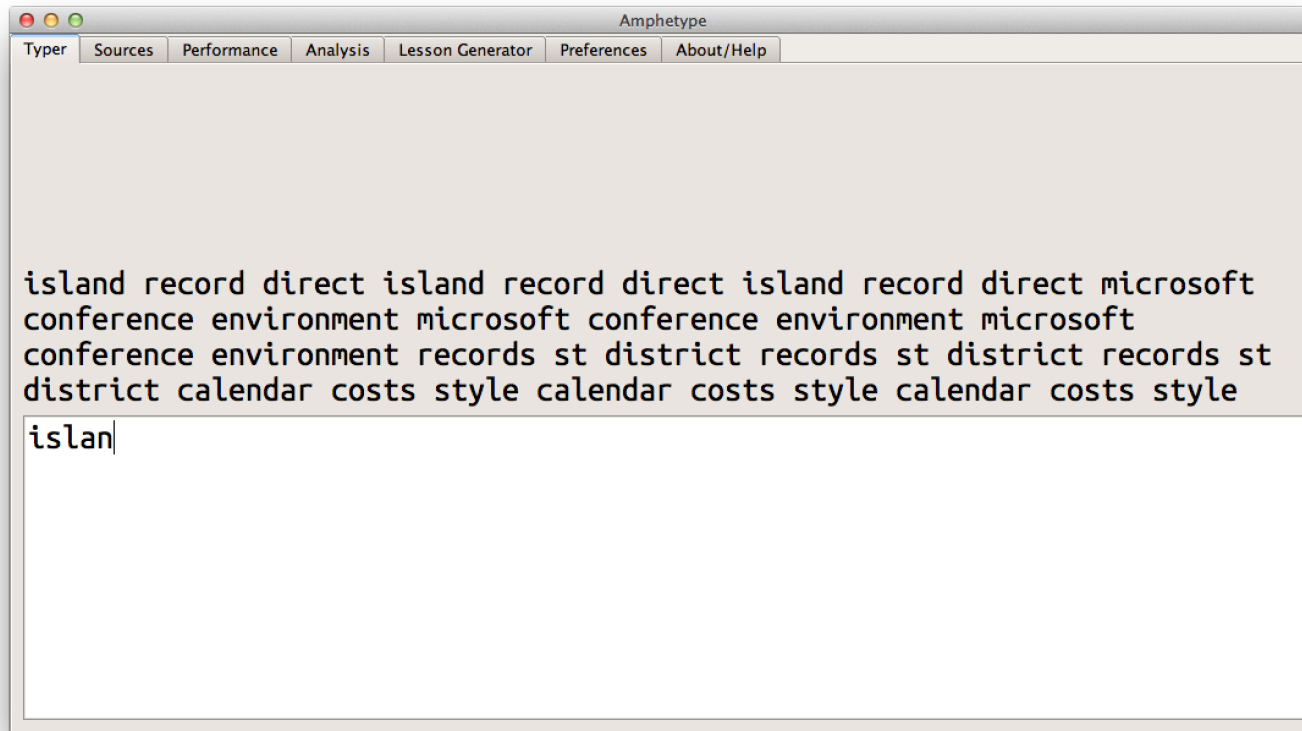 Amphetype
Typer Sources Performance Analysis Lesson Generator Preferences About/Help
island record direct island record direct island record direct microsoft
conference environment microsoft conference environment microsoft
conference environment records st district records st district records st
district calendar costs style calendar costs style calendar costs style
islan